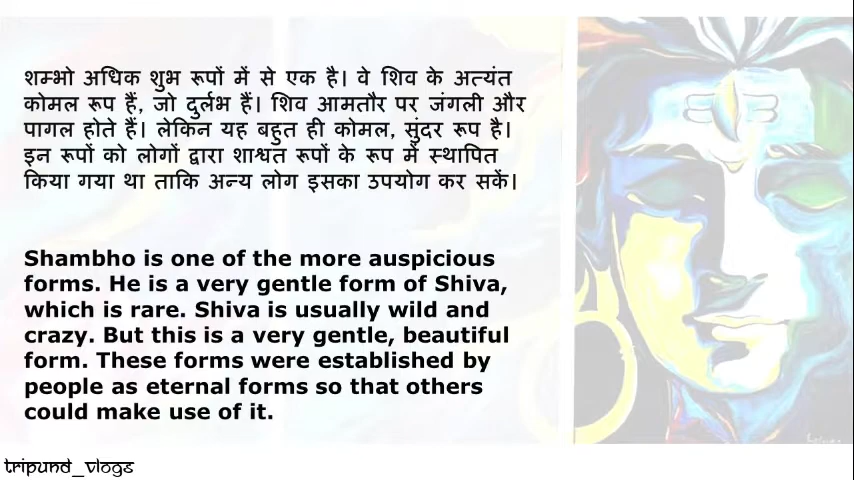 शम्भो अधिक शुभ रूपों में से एक है। वे शिव के अत्यंत
कोमल रूप हैं, जो दुर्लभ हैं। शिव आमतौर पर जंगली और
पागल होते हैं। लेकिन यह बहुत ही कोमल, सुंदर रूप है।
इन रूपों को लोगों द्वारा शाश्वत रूपों के रूप में स्थापित
किया गया था ताकि अन्य लोग इसका उपयोग कर सकें।
Shambho is one of the more auspicious
forms. He is a very gentle form of Shiva,
which is rare. Shiva is usually wild and
crazy. But this is a very gentle, beautiful
form. These forms were established by
people as eternal forms so that others
could make use of it.
tripund_vlogs